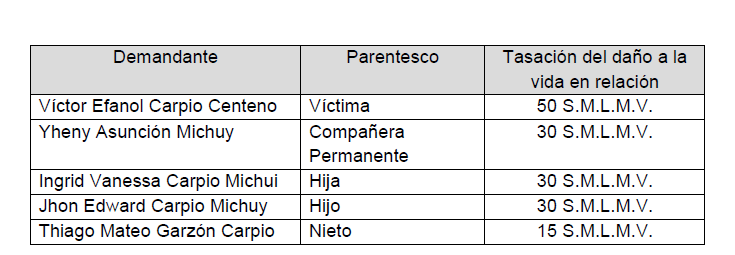 Demandante Parentesco Tasación del daño a la
vida en relación
Víctor Efanol Carpio Centeno Víctima 50 S.M.L.M.V.
Yheny Asunción Michuy Compañera 30 S.M.L.M.V.
Permanente
Ingrid Vanessa Carpio Michui Hija 30 S.M.L.M.V.
Jhon Edward Carpio Michuy Hijo 30 S.M.L.M.V.
Thiago Mateo Garzón Carpio Nieto 15 S.M.L.M.V.